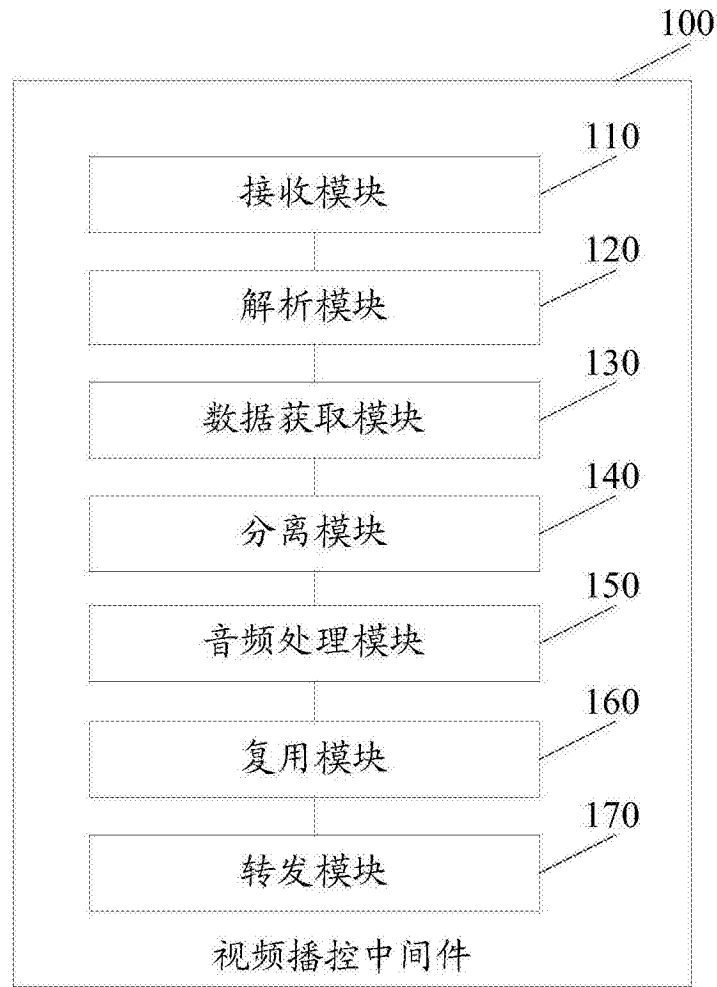 100
110
接收模块
120
解析模块
130
数据获取模块
140
分离模块
150
音频处理模块
160
复用模块
170
转发模块
视频播控中间件